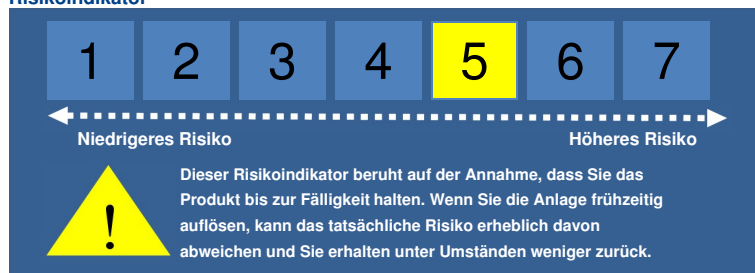 Risikoindikator
1 2 3 4 5 6 7
Niedrigeres Risiko Höheres Risiko
Dieser Risikoindikator beruht auf der Annahme, dass Sie das
Produkt bis zur Fälligkeit halten. Wenn Sie die Anlage frühzeitig
auflösen, kann das tatsächliche Risiko erheblich davon
abweichen und Sie erhalten unter Umständen weniger zurück.
!